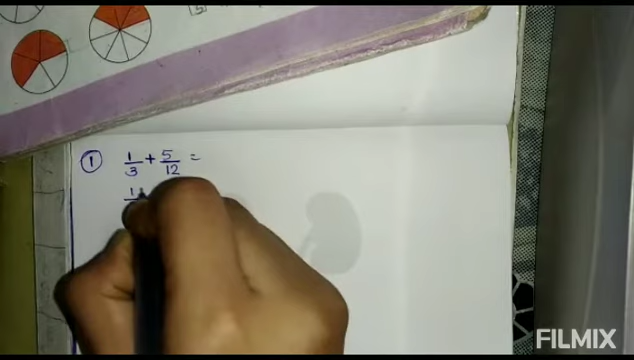 ① 1/3 + 5/12 =
FILMIX